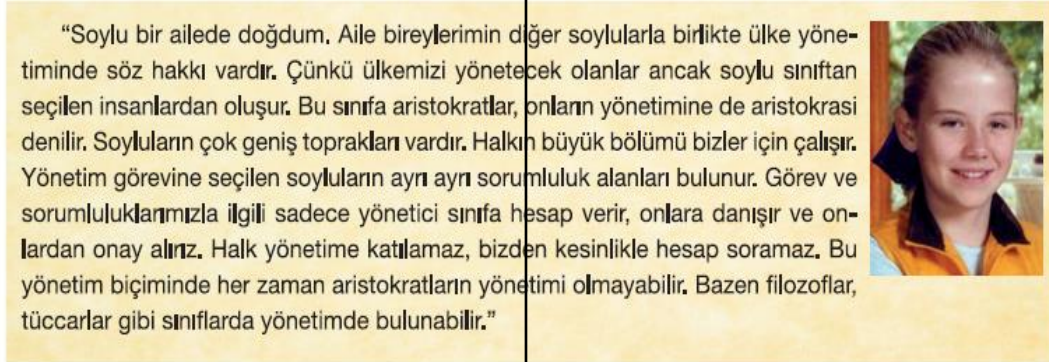 “Soylu bir ailede doğdum. Aile bireylerimin diğer soylularla birlikte ülke yöne-
timinde söz hakkı vardır. Çünkü ülkemizi yönetecek olanlar ancak soylu sınıftan
seçilen insanlardan oluşur. Bu sınıfa aristokratlar, onların yönetimine de aristokrasi
denilir. Soyluların çok geniş toprakları vardır. Halkın büyük bölümü bizler için çalışır.
Yönetim görevine seçilen soyluların ayrı ayrı sorumluluk alanları bulunur. Görev ve
sorumluluklarımızla ilgili sadece yönetici sınıfa hesap verir, onlara danışır ve on-
lardan onay alırız. Halk yönetime katılamaz, bizden kesinlikle hesap soramaz. Bu
yönetim biçiminde her zaman aristokratların yönetimi olmayabilir. Bazen filozoflar,
tüccarlar gibi sınıflarda yönetimde bulunabilir.”